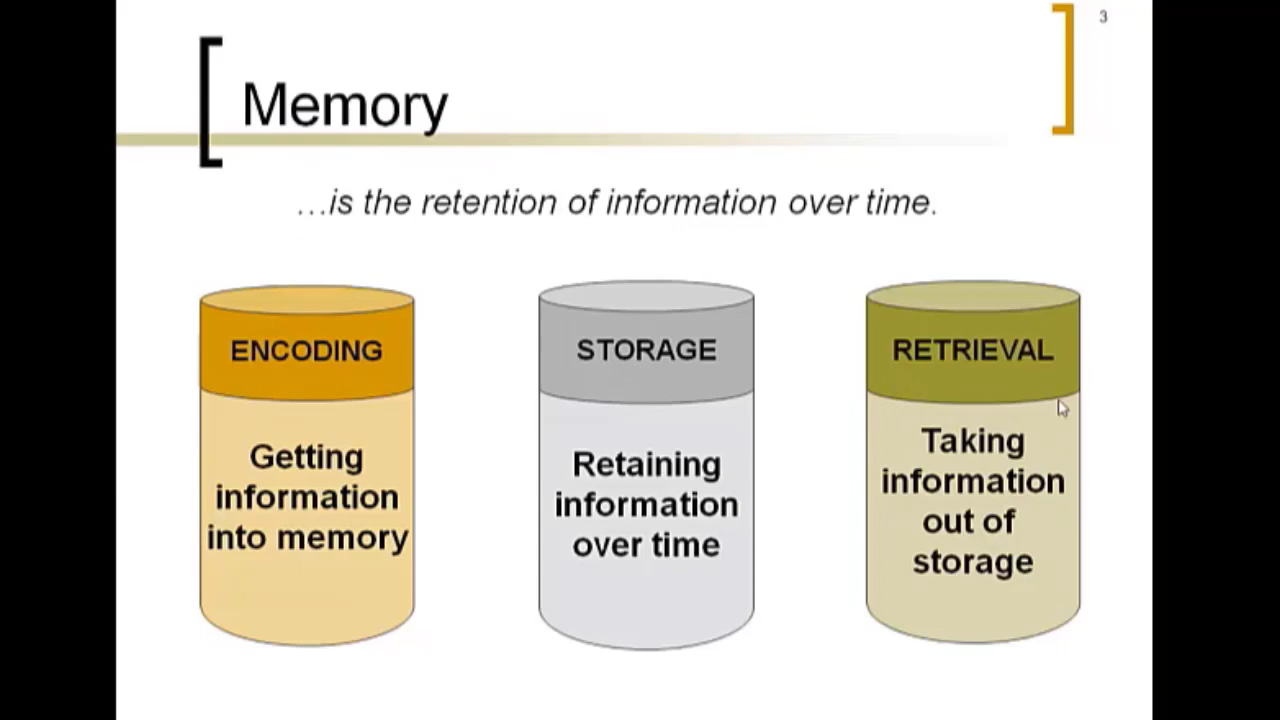 3
Memory
…is the retention of information over time.
ENCODING
Getting
information
into memory
STORAGE
Retaining
information
over time
RETRIEVAL
Taking
information
out of
storage